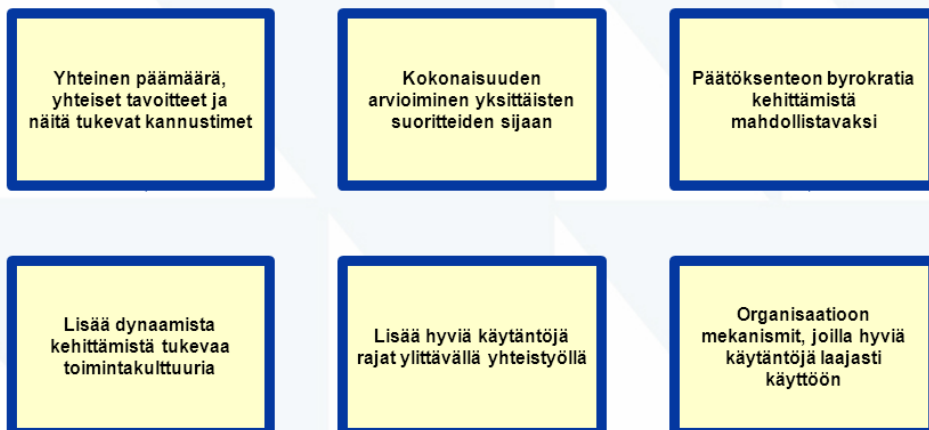 Yhteinen päämäärä,
yhteiset tavoitteet ja
näitä tukevat kannustimet
Kokonaisuuden
arvioiminen yksittäisten
suoritteiden sijaan
Päätöksenteon byrokratia
kehittämistä
mahdollistavaksi
Lisää dynaamista
kehittämistä tukevaa
toimintakulttuuria
Lisää hyviä käytäntöjä
rajat ylittävällä yhteistyöllä
Organisaatioon
mekanismit, joilla hyviä
käytäntöjä laajasti
käyttöön